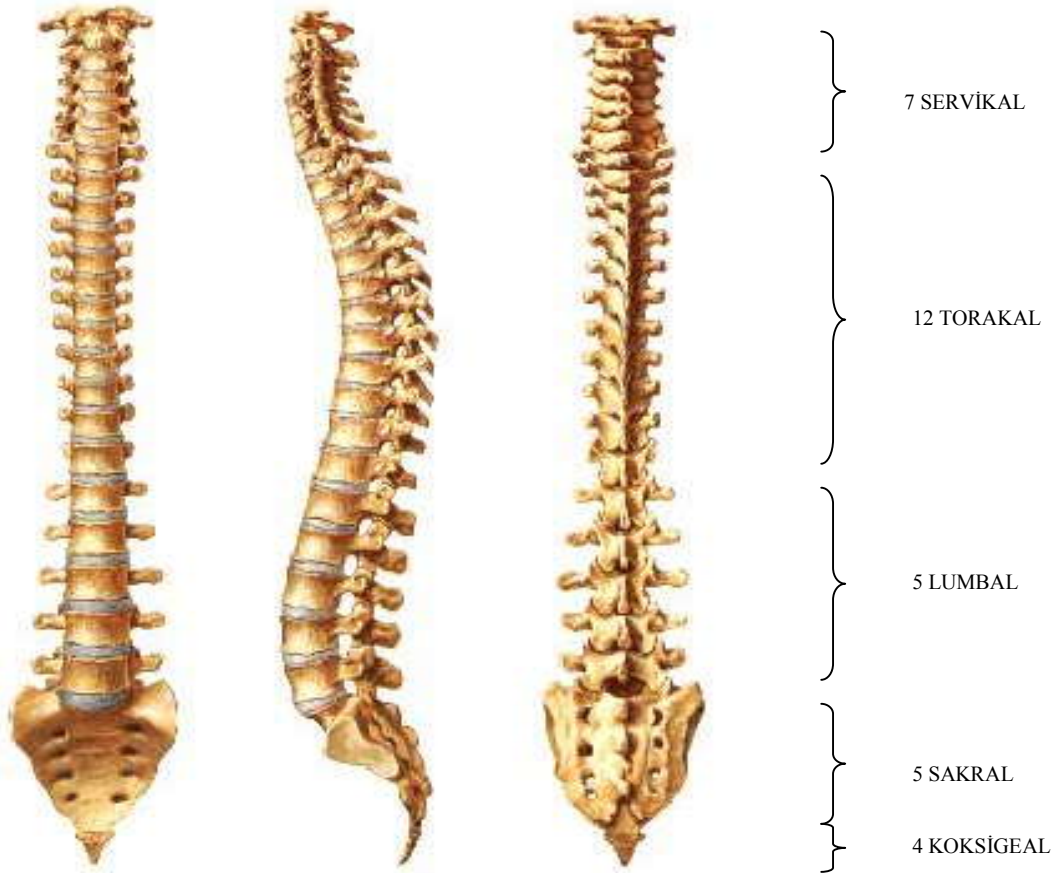 7 SERVİKAL
12 TORAKAL
5 LUMBAL
5 SAKRAL
4 KOKSİGEAL